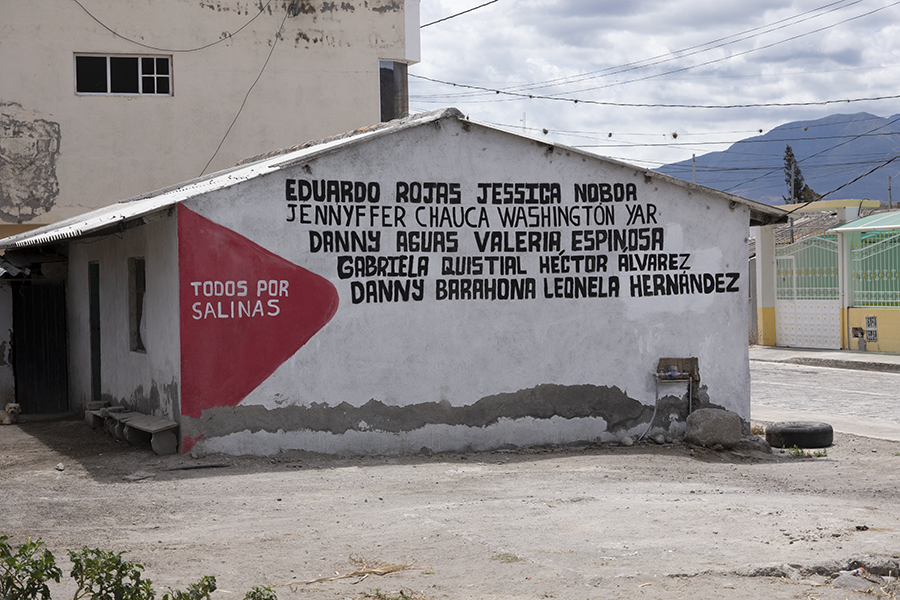 EDUARDO ROJAS JESSICA NOBOA
JENNYFFER CHAUCA WASHINGTÓN YAR
DANNY AGUAS VALERIA ESPINOSA
GABRIELA QUISTIAL HÉCTOR ÁLVAREZ
DANNY BARAHONA LEONELA HERNÁNDEZ
TODOS POR
SALINAS